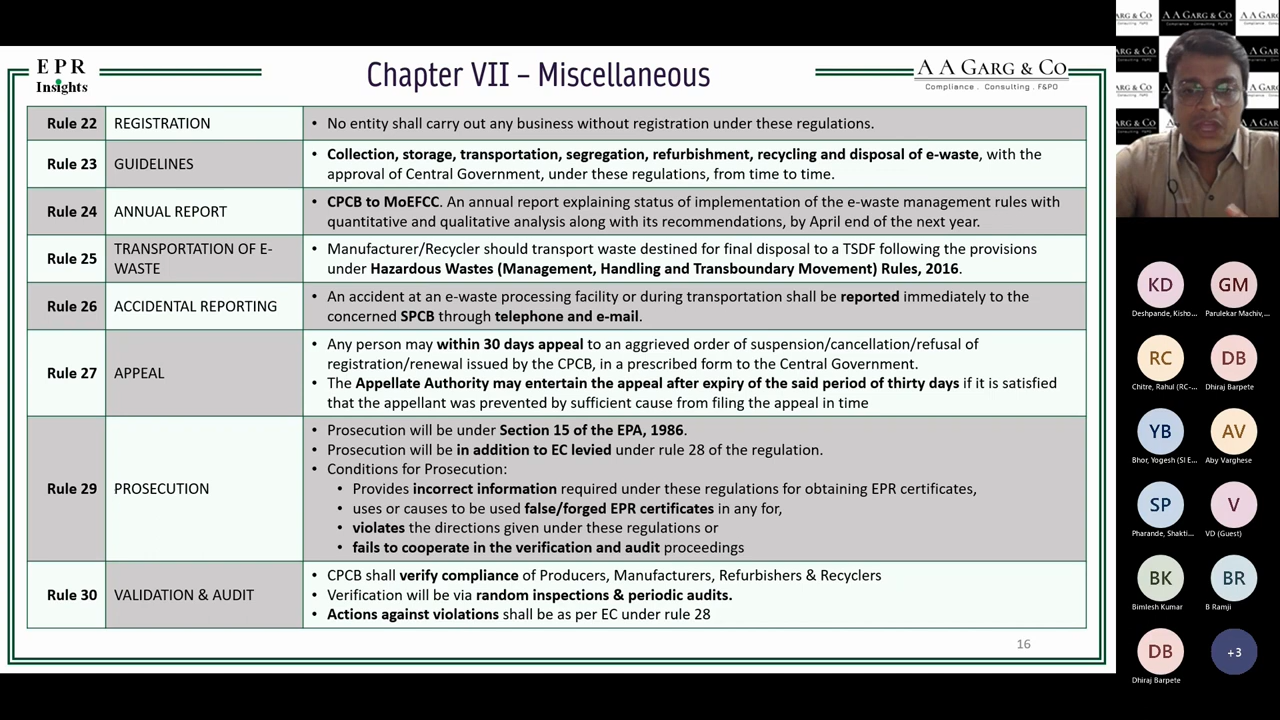 EPR
Insights
Chapter VII – Miscellaneous
A A GARG & CO
Compliance . Consulting . F&PO
Rule 22
REGISTRATION
• No entity shall carry out any business without registration under these regulations.
Rule 23
GUIDELINES
• Collection, storage, transportation, segregation, refurbishment, recycling and disposal of e-waste, with the
approval of Central Government, under these regulations, from time to time.
Rule 24
ANNUAL REPORT
• CPCB to MoEFCC. An annual report explaining status of implementation of the e-waste management rules with
quantitative and qualitative analysis along with its recommendations, by April end of the next year.
Rule 25
TRANSPORTATION OF E-
WASTE
• Manufacturer/Recycler should transport waste destined for final disposal to a TSDF following the provisions
under Hazardous Wastes (Management, Handling and Transboundary Movement) Rules, 2016.
Rule 26
ACCIDENTAL REPORTING
• An accident at an e-waste processing facility or during transportation shall be reported immediately to the
concerned SPCB through telephone and e-mail.
Rule 27
APPEAL
• Any person may within 30 days appeal to an aggrieved order of suspension/cancellation/refusal of
registration/renewal issued by the CPCB, in a prescribed form to the Central Government.
• The Appellate Authority may entertain the appeal after expiry of the said period of thirty days if it is satisfied
that the appellant was prevented by sufficient cause from filing the appeal in time
Rule 29
PROSECUTION
• Prosecution will be under Section 15 of the EPA, 1986.
• Prosecution will be in addition to EC levied under rule 28 of the regulation.
• Conditions for Prosecution:
• Provides incorrect information required under these regulations for obtaining EPR certificates,
• uses or causes to be used false/forged EPR certificates in any for,
• violates the directions given under these regulations or
• fails to cooperate in the verification and audit proceedings
Rule 30
VALIDATION & AUDIT
• CPCB shall verify compliance of Producers, Manufacturers, Refurbishers & Recyclers
• Verification will be via random inspections & periodic audits.
• Actions against violations shall be as per EC under rule 28
16
A A GARG & CO
KD
GM
Deshpande, Kisho...
Parulekar Machiv,...
RC
DB
Chitre, Rahul (RC-...
Dhiraj Barpete
YB
AV
Bhor, Yogesh (SI E...
Aby Varghese
SP
V
Pharande, Shakti...
VD (Guest)
BK
BR
Bimlesh Kumar
B Ramji
DB
+3
Dhiraj Barpete